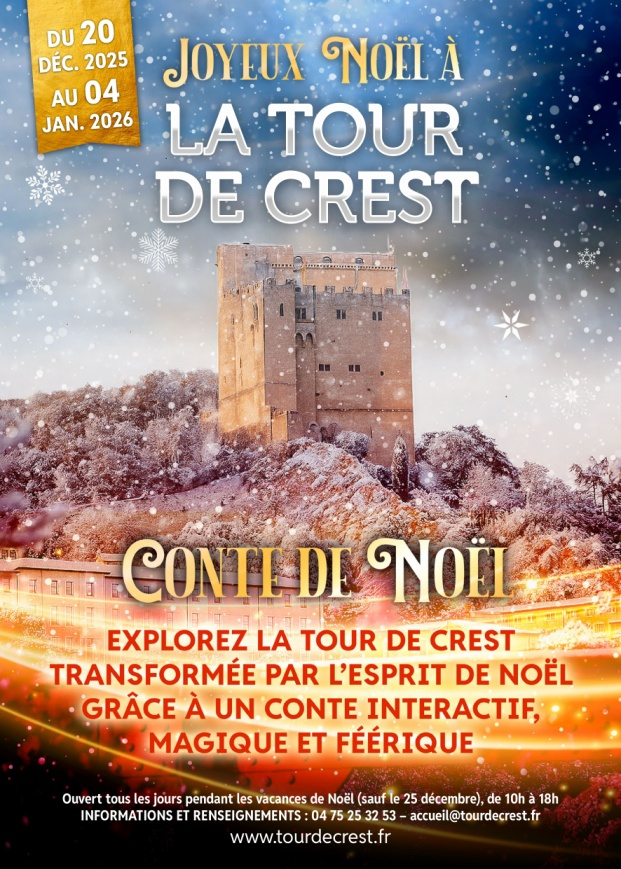 DU 20
DÉC. 2025
AU 04
JAN. 2026
JOYEUX NOËL À
LA TOUR
DE CREST
CONTE DE NOËL
EXPLOREZ LA TOUR DE CREST
TRANSFORMÉE PAR L’ESPRIT DE NOËL
GRÂCE À UN CONTE INTERACTIF,
MAGIQUE ET FÉÉRIQUE
Ouvert tous les jours pendant les vacances de Noël (sauf le 25 décembre), de 10h à 18h
INFORMATIONS ET RENSEIGNEMENTS : 04 75 25 32 53 – accueil@tourdecrest.fr
www.tourdecrest.fr